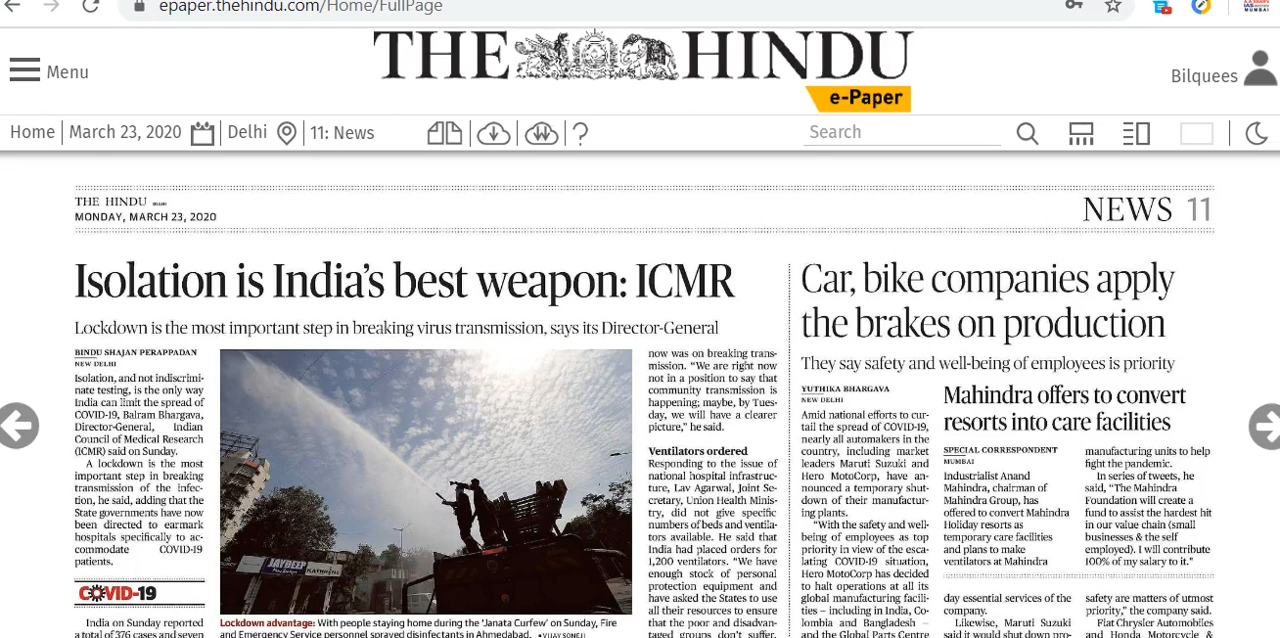 epaper.thehindu.com/Home/FullPage
Menu
THE HINDU
e-Paper
Bilquees
Home
March 23, 2020
Delhi
11: News
Search
THE HINDU
MONDAY, MARCH 23, 2020
NEWS 11
Isolation is India's best weapon: ICMR
Lockdown is the most important step in breaking virus transmission, says its Director-General
BINDU SHAJAN PERAPPADAN
NEW DELHI
Isolation, and not indiscrimi-
nate testing, is the only way
India can limit the spread of
COVID-19, Balram Bhargava,
Director-General, Indian
Council of Medical Research
(ICMR) said on Sunday.
A lockdown is the most
important step in breaking
transmission of the infec-
tion, he said, adding that the
State governments have now
been directed to earmark
hospitals specifically to ac-
commodate COVID-19
patients.
COVID-19
India on Sunday reported
a total of 376 cases and seven
JAYDEEP
Lockdown advantage: With people staying home during the 'Janata Curfew' on Sunday, Fire
and Emergency Service personnel sprayed disinfectants in Ahmedabad. •VIJAY SONEJI
now was on breaking trans-
mission. "We are right now
not in a position to say that
community transmission is
happening; maybe, by Tues-
day, we will have a clearer
picture," he said.
Ventilators ordered
Responding to the issue of
national hospital infrastruc-
ture, Lav Agarwal, Joint Se-
cretary, Union Health Minis-
try, did not give specific
numbers of beds and ventila-
tors available. He said that
India had placed orders for
1,200 ventilators. "We have
enough stock of personal
protection equipment and
have asked the States to use
all their resources to ensure
that the poor and disadvan-
taged groups don't suffer.
Car, bike companies apply
the brakes on production
They say safety and well-being of employees is priority
YUTHIKA BHARGAVA
NEW DELHI
Amid national efforts to cur-
tail the spread of COVID-19,
nearly all automakers in the
country, including market
leaders Maruti Suzuki and
Hero MotoCorp, have an-
nounced a temporary shut-
down of their manufactur-
ing plants.
"With the safety and well-
being of employees as top
priority in view of the esca-
lating COVID-19 situation,
Hero MotoCorp has decided
to halt operations at all its
global manufacturing facili-
ties – including in India, Co-
lombia and Bangladesh –
and the Global Parts Centre
Mahindra offers to convert
resorts into care facilities
SPECIAL CORRESPONDENT
MUMBAI
Industrialist Anand
Mahindra, chairman of
Mahindra Group, has
offered to convert Mahindra
Holiday resorts as
temporary care facilities
and plans to make
ventilators at Mahindra
manufacturing units to help
fight the pandemic.
In series of tweets, he
said, "The Mahindra
Foundation will create a
fund to assist the hardest hit
in our value chain (small
businesses & the self
employed). I will contribute
100% of my salary to it."
day essential services of the
company.
Likewise, Maruti Suzuki
said it would shut down pro-
safety are matters of utmost
priority," the company said.
Fiat Chrysler Automobiles
and Honda Motorcycle